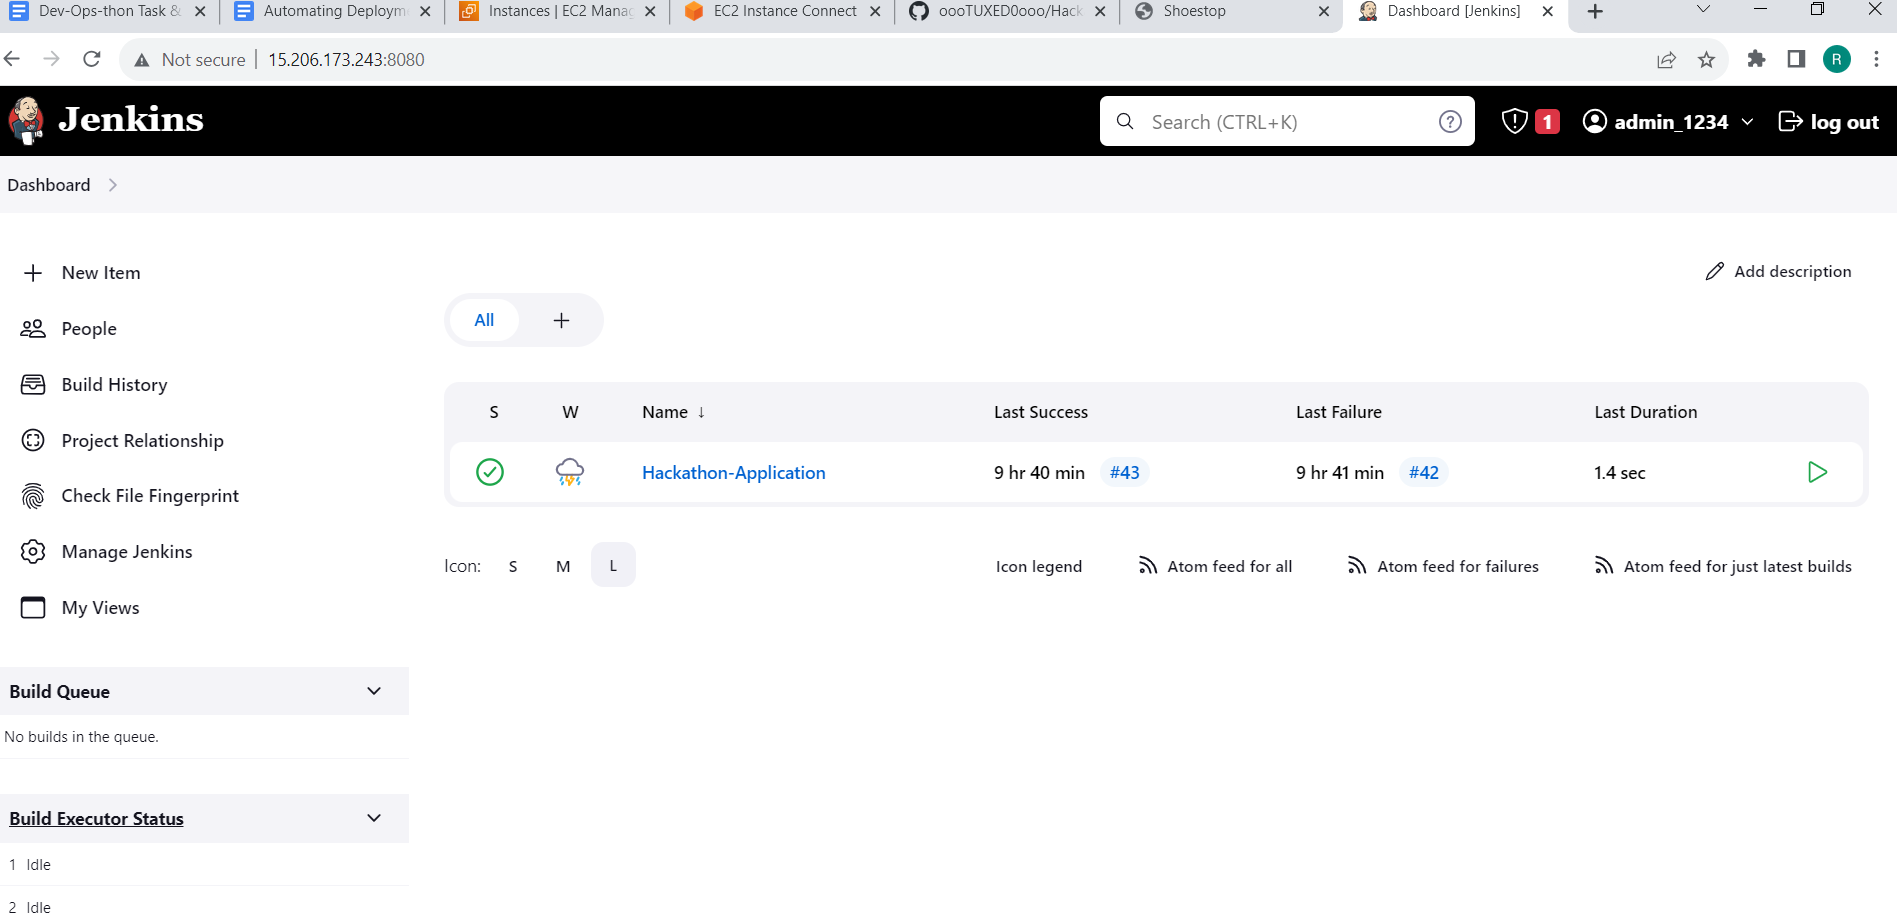 Dev-Ops-thon Task & Automating Deploym Instances | EC2 Manag EC2 Instance Connect oooTUXED0ooo/Hack Shoestop Dashboard [Jenkins]
Not secure 15.206.173.243:8080 R
Jenkins Search (CTRL+K) ? 1 admin_1234 log out
Dashboard
New Item
Add description
People
All +
Build History
S W Name ↓ Last Success Last Failure Last Duration
Project Relationship
Hackathon-Application 9 hr 40 min #43 9 hr 41 min #42 1.4 sec
Check File Fingerprint
Manage Jenkins
Icon: S M L Icon legend Atom feed for all Atom feed for failures Atom feed for just latest builds
My Views
Build Queue
No builds in the queue.
Build Executor Status
1 Idle
2 Idle